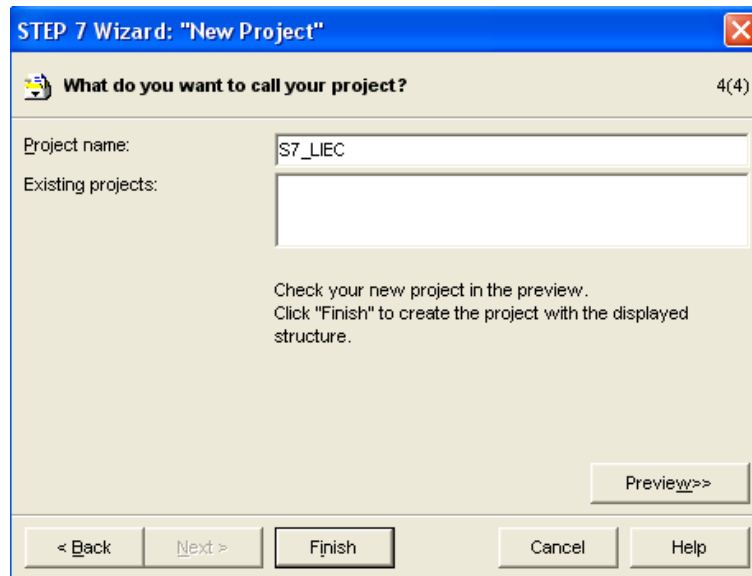 STEP 7 Wizard: "New Project"
What do you want to call your project? 4(4)
Project name: S7_LIEC
Existing projects:
Check your new project in the preview.
Click "Finish" to create the project with the displayed
structure.
Preview>>
< Back Next > Finish Cancel Help